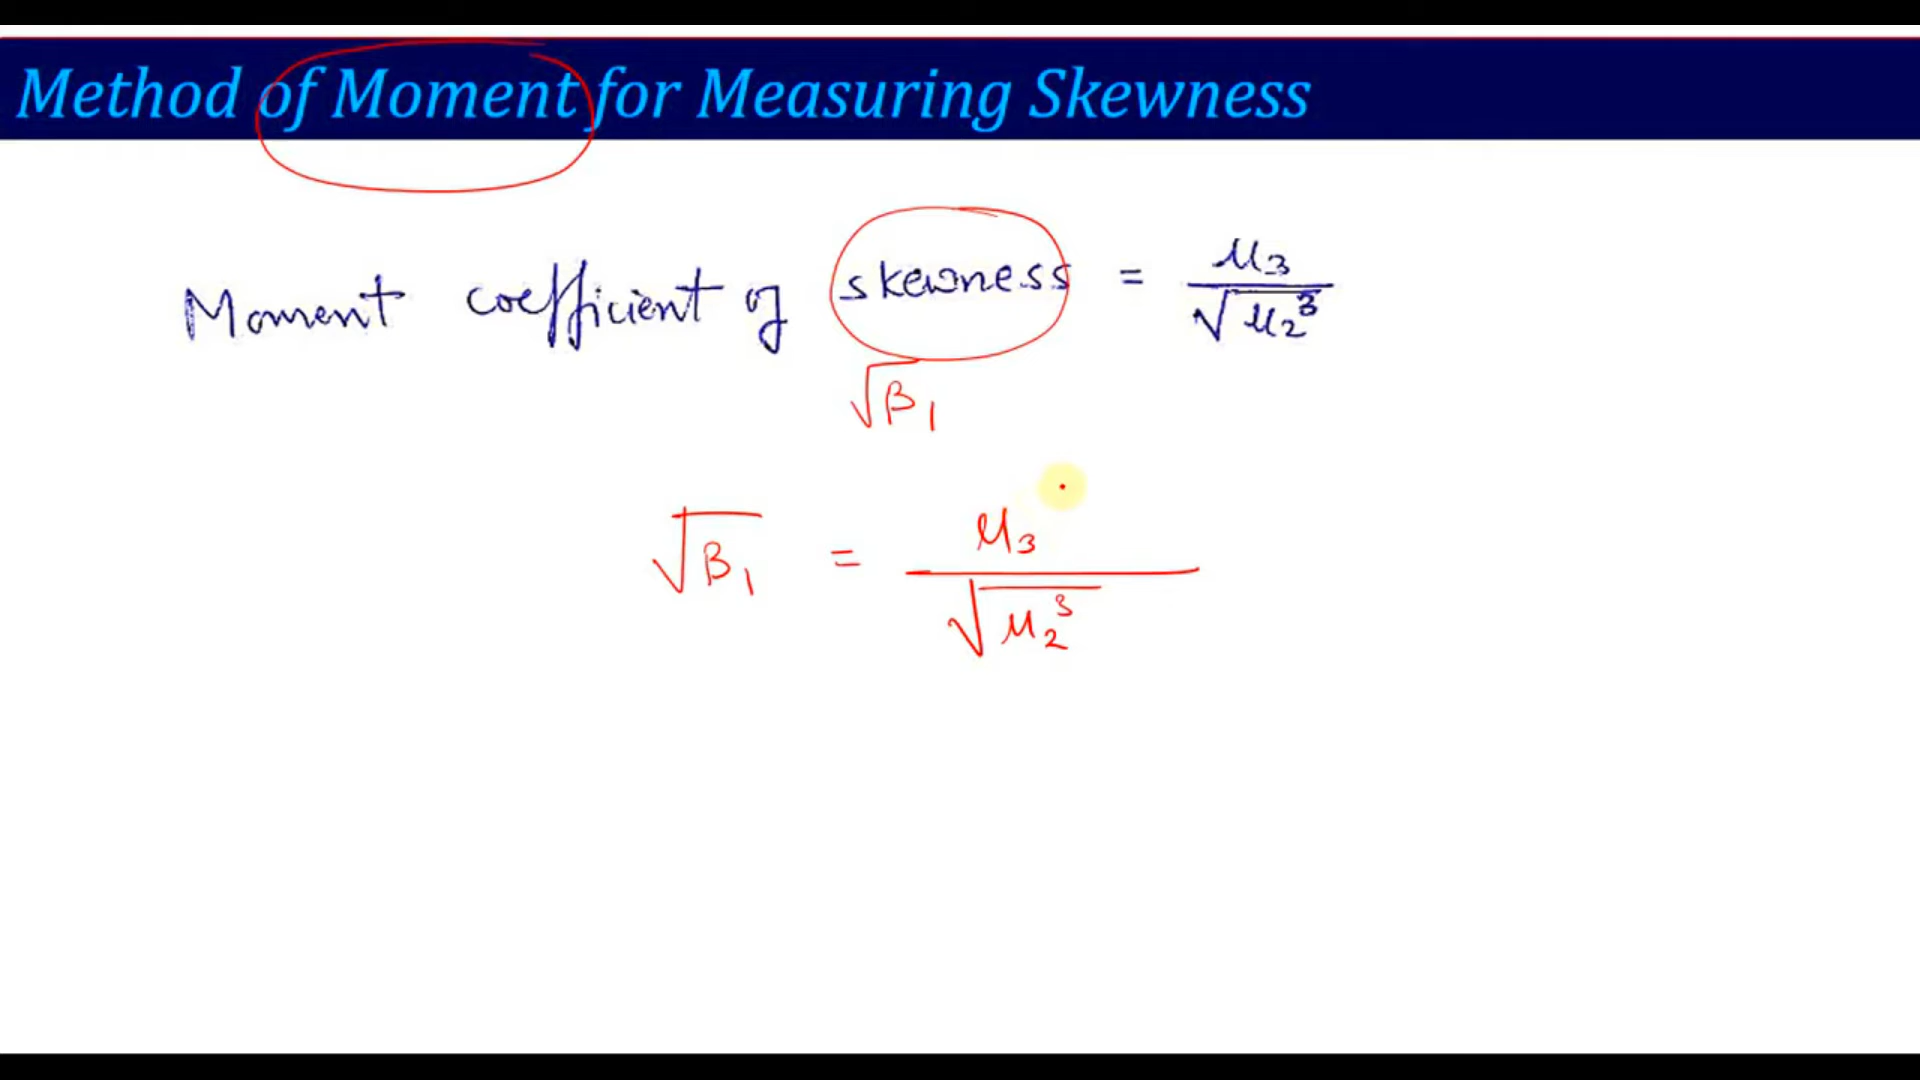 Method of Moment for Measuring Skewness
Moment coefficient of skewness = μ₃ / √μ₂³
√β₁
√β₁ = μ₃ / √μ₂³